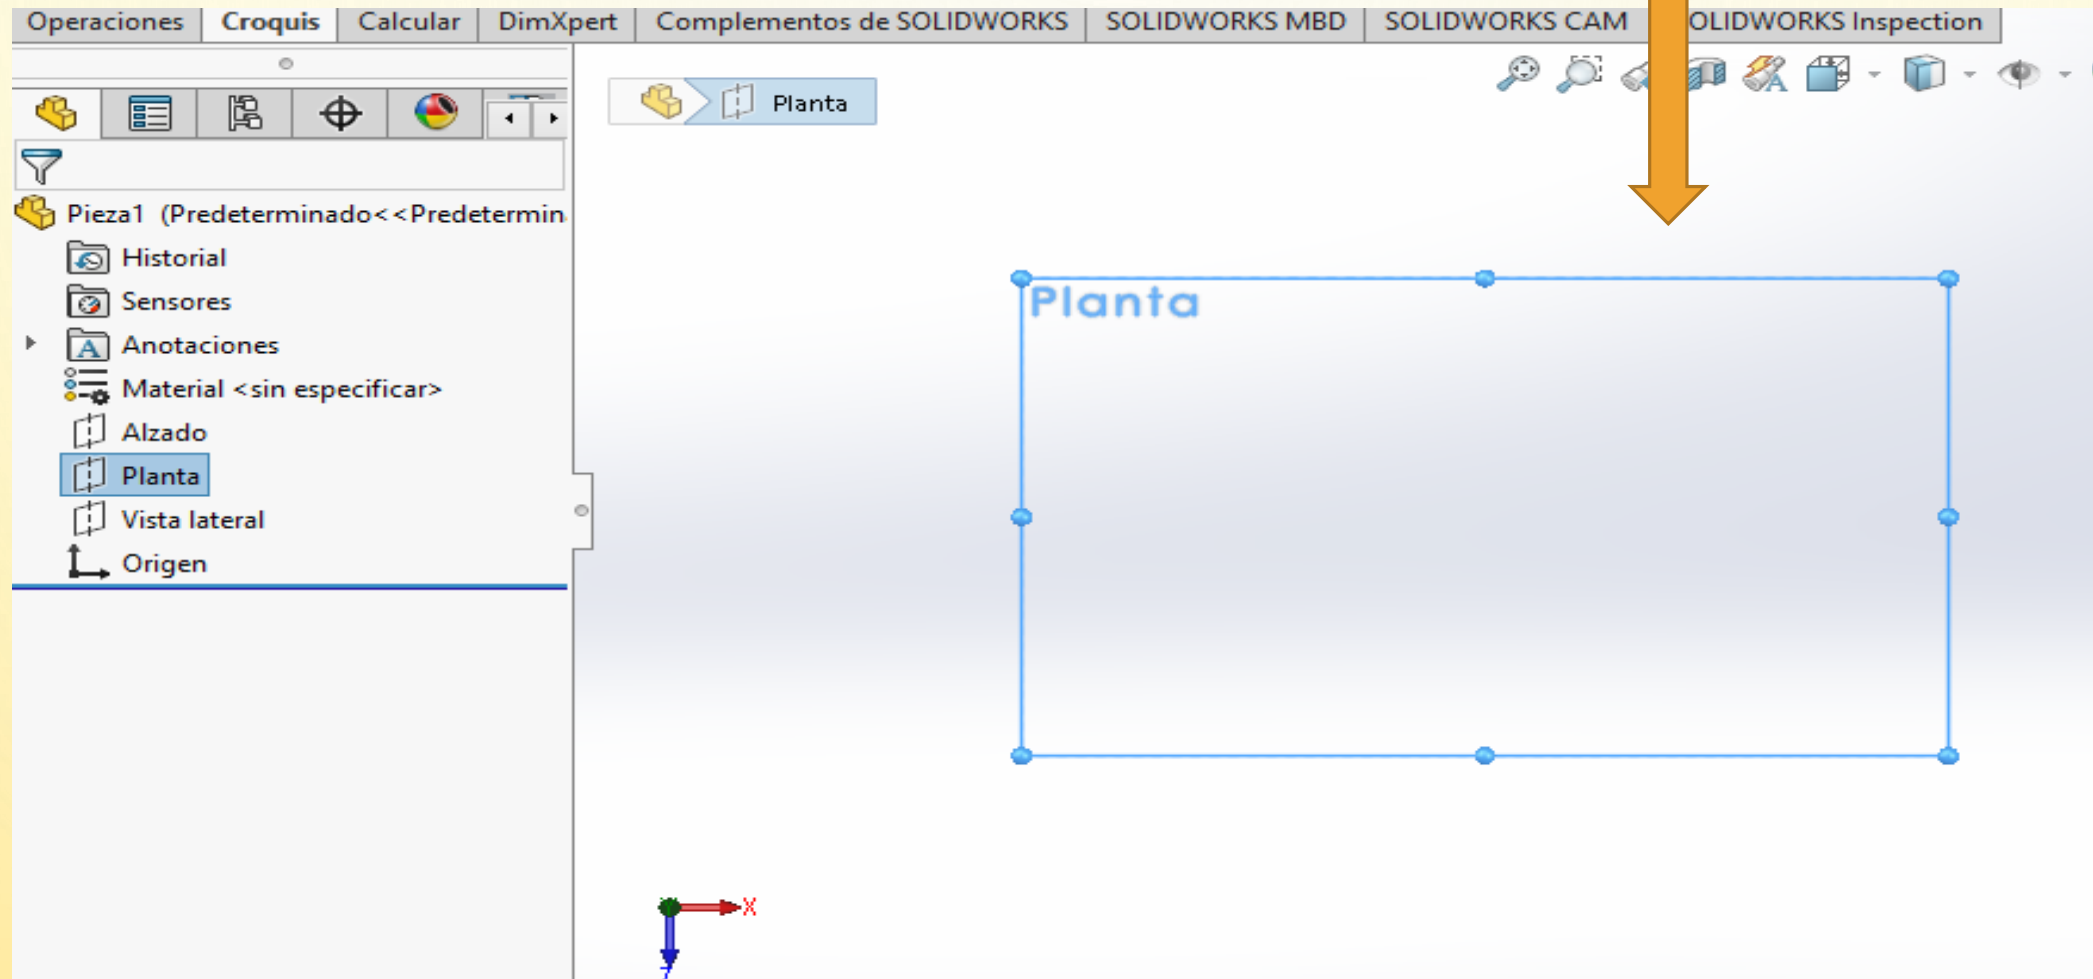 Operaciones Croquis Calcular DimXpert Complementos de SOLIDWORKS SOLIDWORKS MBD SOLIDWORKS CAM OLIDWORKS Inspection
Planta
Pieza1 (Predeterminado<<Predetermin
Historial
Sensores
Planta
A Anotaciones
Material <sin especificar>
Alzado
Planta
Vista lateral
Origen
X